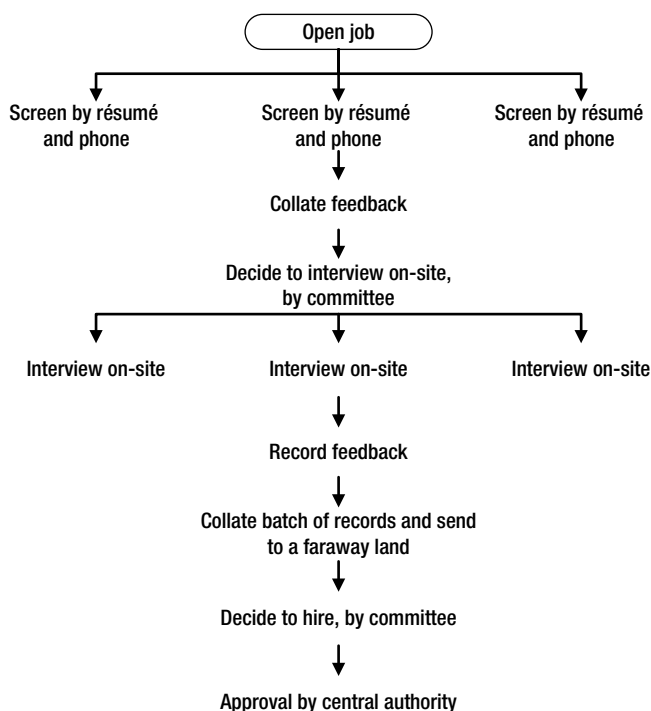 Open job
Screen by résumé
and phone
Screen by résumé
and phone
Screen by résumé
and phone
Collate feedback
Decide to interview on-site,
by committee
Interview on-site
Interview on-site
Interview on-site
Record feedback
Collate batch of records and send
to a faraway land
Decide to hire, by committee
Approval by central authority